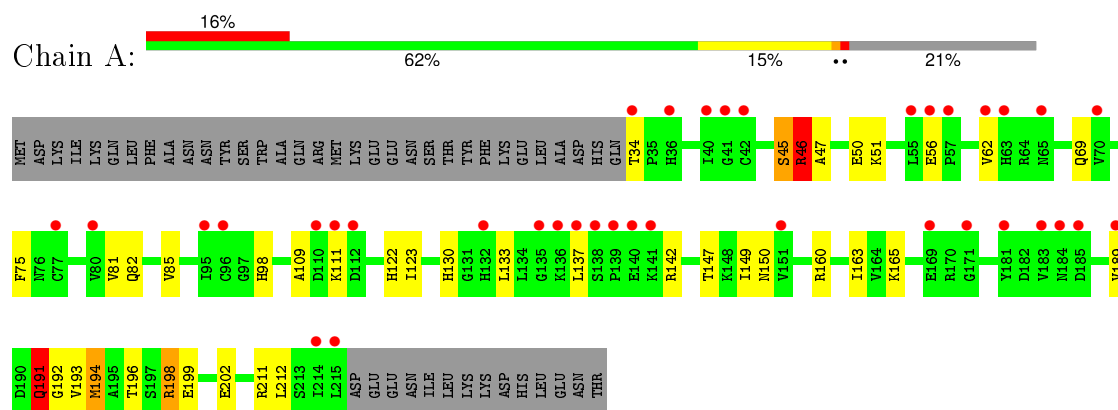 16%
Chain A:
62% 15% •• 21%
MET ASP LYS ILE LYS GLN LEU PHE ALA ASN ASN TYR SER TRP ALA GLN ARG MET LYS GLU GLU ASN SER THR TYR PHE LYS GLU LEU ALA ASP HIS GLN T34 P35 H36 I40 G41 C42 S45 R46 A47 E50 K51 L55 E56 P57 V62 H63 R64 N65 Q69 V70
F75 N76 C77 V80 V81 Q82 V85 I95 C96 G97 H98 A109 D110 K111 D112 H122 I123 H130 G131 H132 L133 L134 G135 K136 L137 S138 P139 E140 K141 R142 T147 K148 I149 N150 V151 R160 I163 V164 K165 E169 R170 G171 Y181 D182 V183 N184 D185 V189
D190 Q191 G192 V193 M194 A195 T196 S197 R198 E199 E202 R211 L212 S213 I214 L215 ASP GLU GLU ASN ILE LEU LYS LYS ASP HIS LEU GLU ASN THR